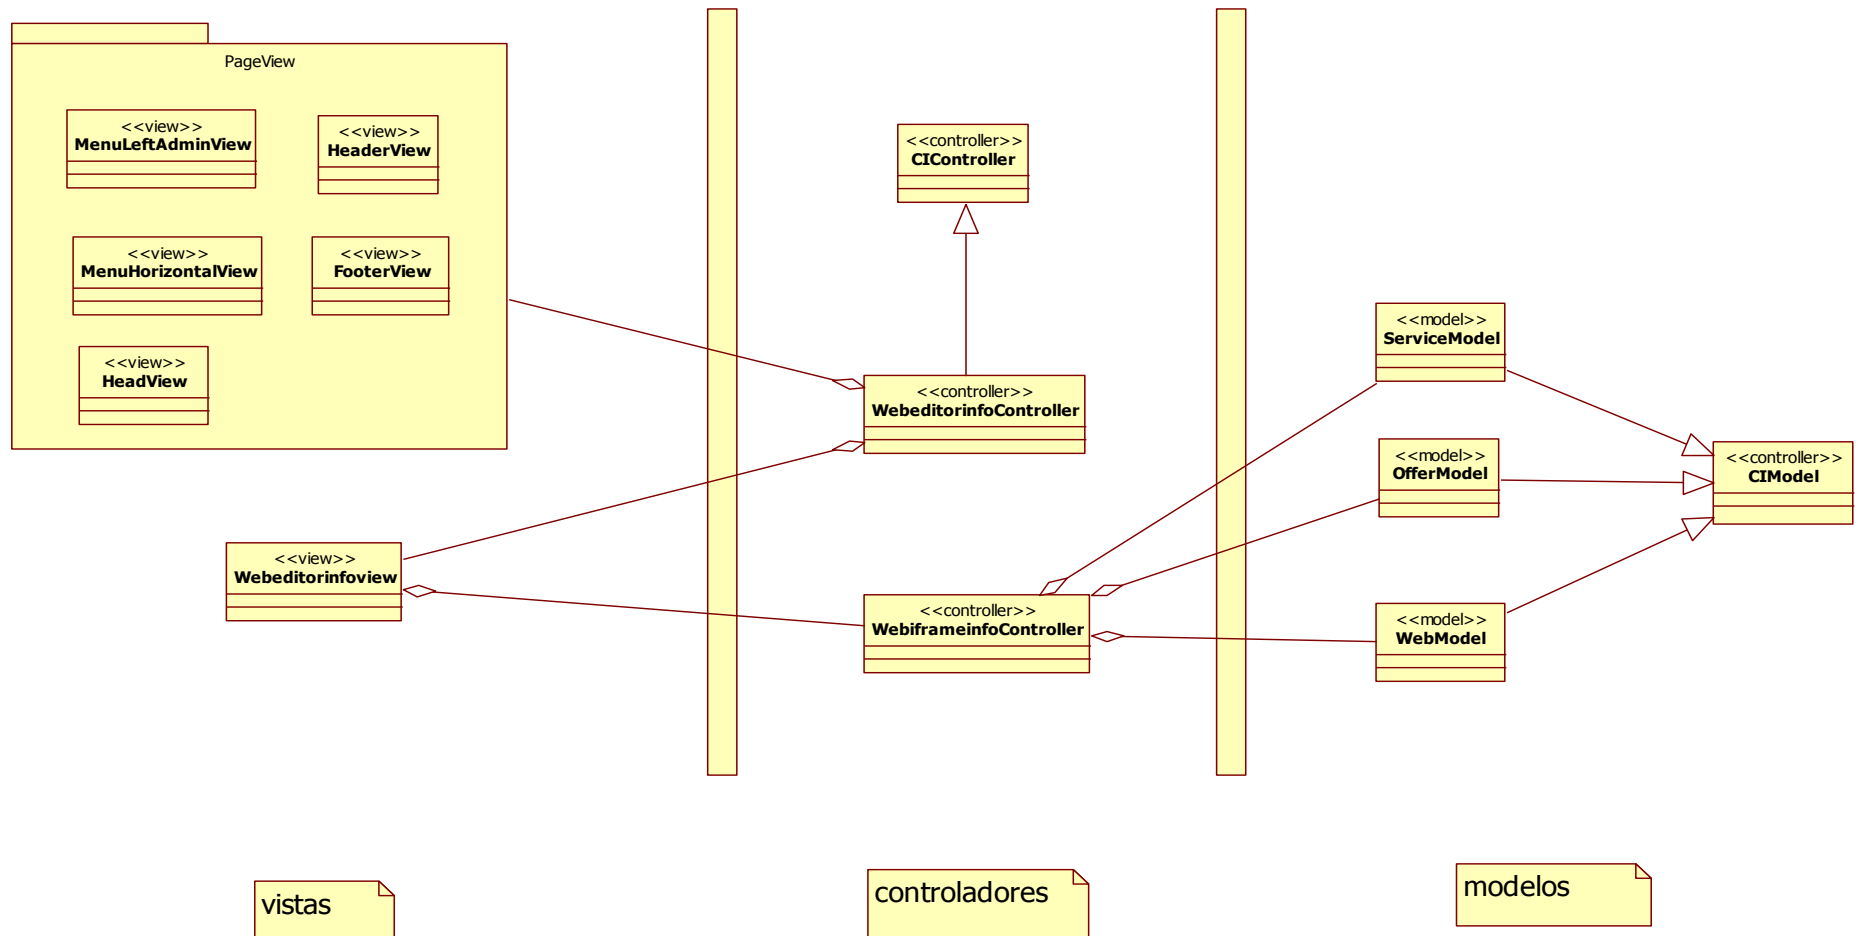 PageView
<<view>>
MenuLeftAdminView
<<view>>
HeaderView
<<view>>
MenuHorizontalView
<<view>>
FooterView
<<view>>
HeadView
<<view>>
Webeditorinfoview
<<controller>>
CIController
<<controller>>
WebeditorinfoController
<<controller>>
WebiframeinfoController
<<model>>
ServiceModel
<<model>>
OfferModel
<<model>>
WebModel
<<controller>>
CIModel
vistas
controladores
modelos